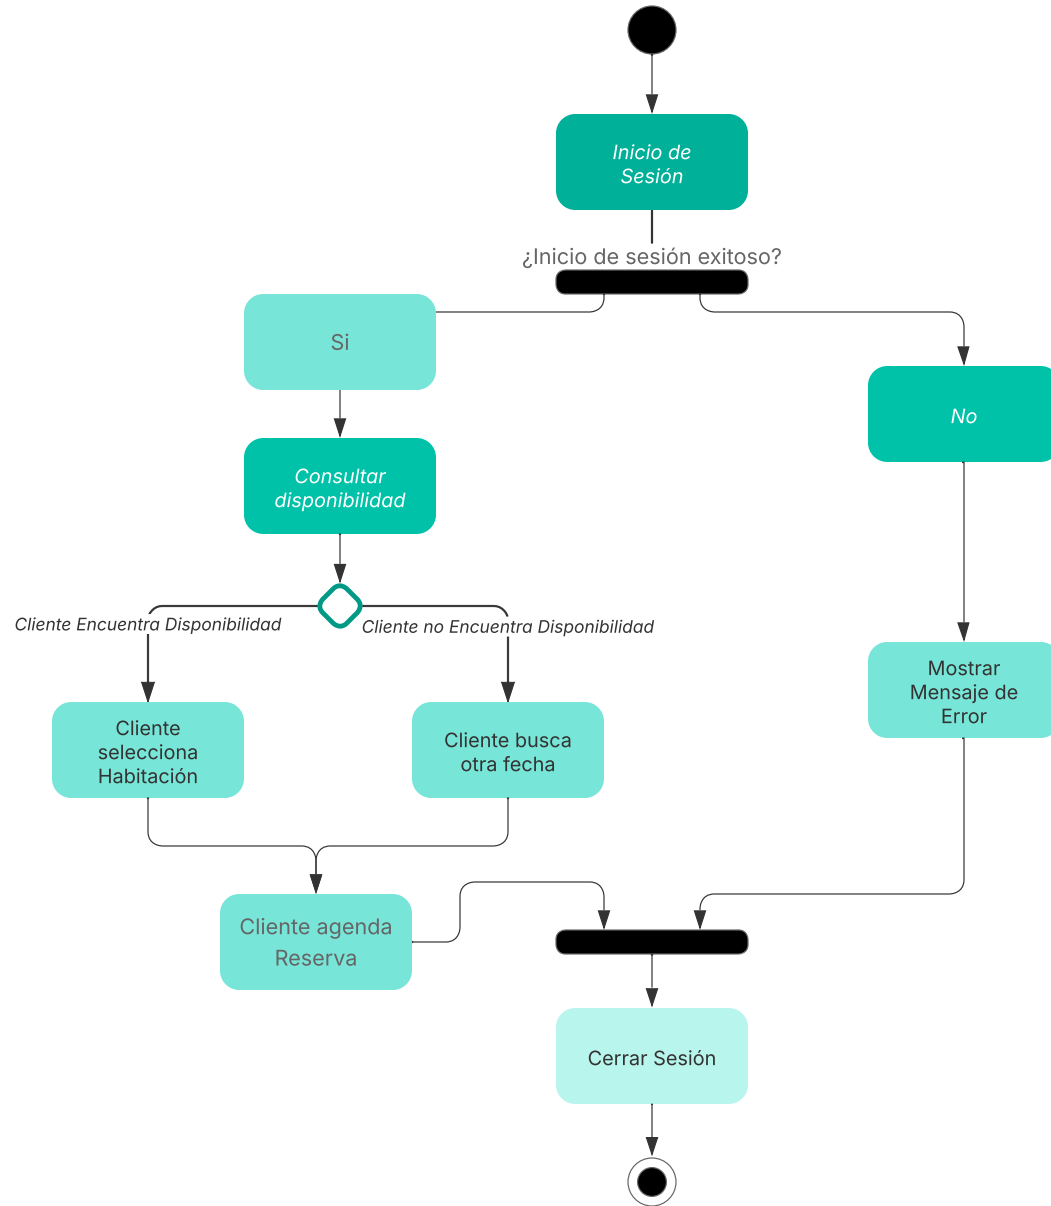 Inicio de
Sesión
¿Inicio de sesión exitoso?
Si
No
Consultar
disponibilidad
Cliente Encuentra Disponibilidad
Cliente no Encuentra Disponibilidad
Cliente
selecciona
Habitación
Cliente busca
otra fecha
Mostrar
Mensaje de
Error
Cliente agenda
Reserva
Cerrar Sesión